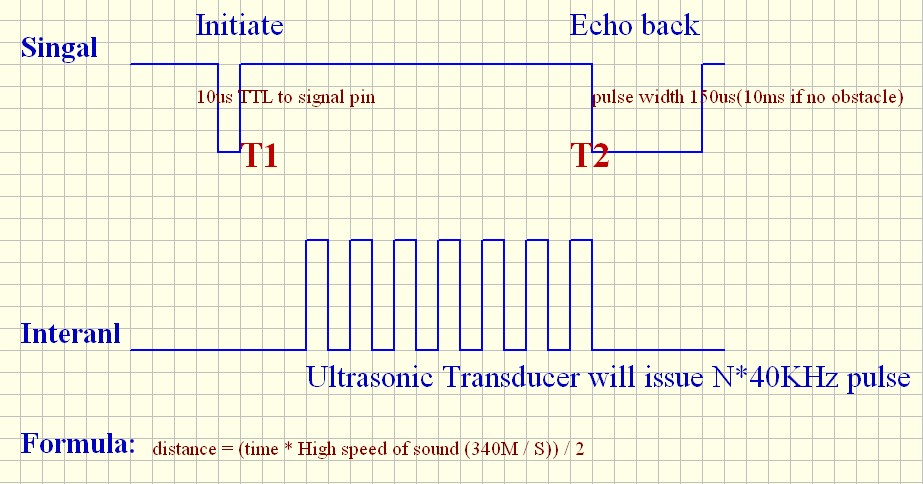 Initiate
Echo back
Singal
10us TTL to signal pin
pulse width 150us(10ms if no obstacle)
T1
T2
Interanl
Ultrasonic Transducer will issue N*40KHz pulse
Formula: distance = (time * High speed of sound (340M / S)) / 2